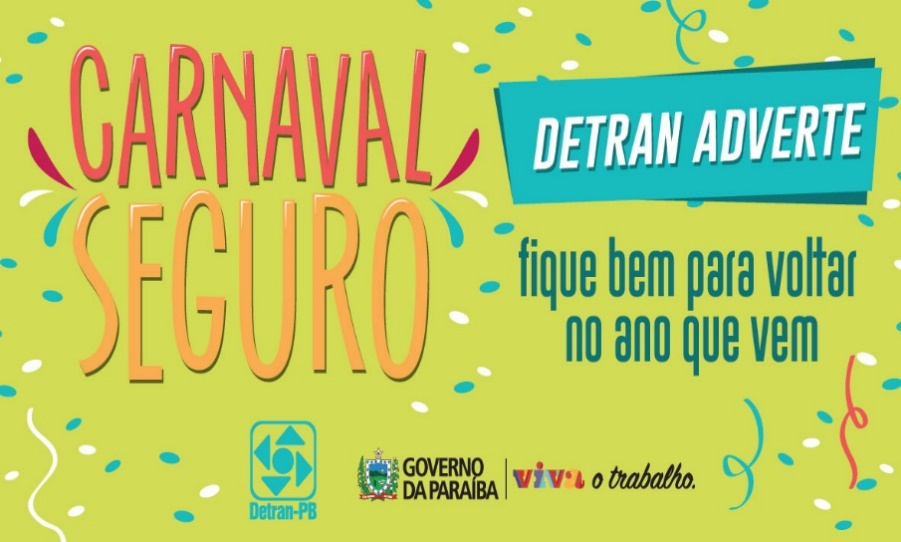 CARNAVAL
SEGURO
DETRAN ADVERTE
fique bem para voltar
no ano que vem
Detran-PB
GOVERNO
DA PARAÍBA
viva o trabalho.